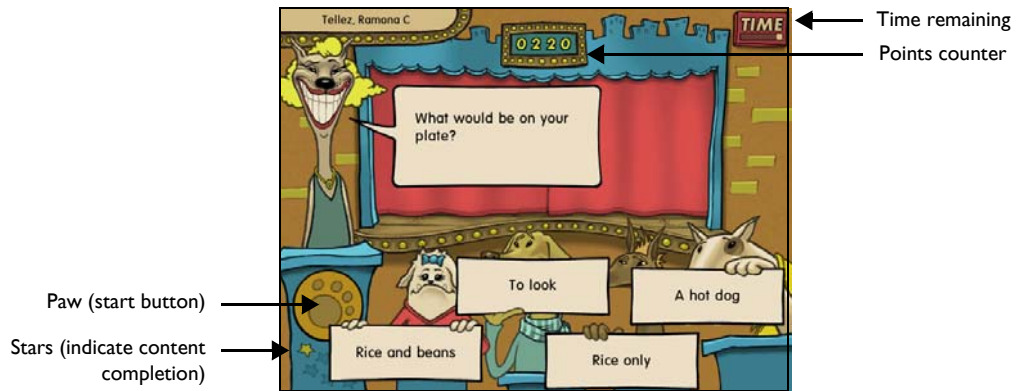 Tellez, Ramona C
0220
TIME
Time remaining
Points counter
What would be on your
plate?
To look
A hot dog
Paw (start button)
Stars (indicate content
completion)
Rice and beans
Rice only